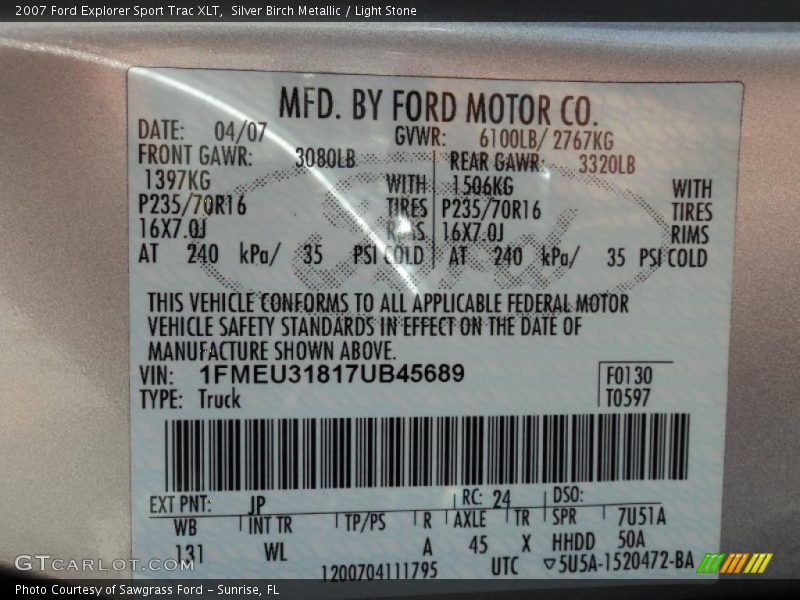 2007 Ford Explorer Sport Trac XLT,  Silver Birch Metallic / Light Stone
MFD. BY FORD MOTOR CO.
DATE: 04/07 GVWR: 6100LB/ 2767KG
FRONT GAWR: 3080LB REAR GAWR: 3320LB
1397KG WITH 1506KG WITH
P235/70R16 TIRES P235/70R16 TIRES
16X7.0J RIMS 16X7.0J RIMS
AT 240 kPa/ 35 PSI COLD AT 240 kPa/ 35 PSI COLD
THIS VEHICLE CONFORMS TO ALL APPLICABLE FEDERAL MOTOR
VEHICLE SAFETY STANDARDS IN EFFECT ON THE DATE OF
MANUFACTURE SHOWN ABOVE.
VIN: 1FMEU31817UB45689 F0130
TYPE: Truck T0597
EXT PNT: JP RC: 24 DSO:
WB INT TR TP/PS R AXLE TR SPR 7U51A
131 WL A 45 X HHDD 50A
1200704111795 UTC ▽5U5A-1520472-BA
GTCarLot.com
Photo Courtesy of Sawgrass Ford – Sunrise, FL